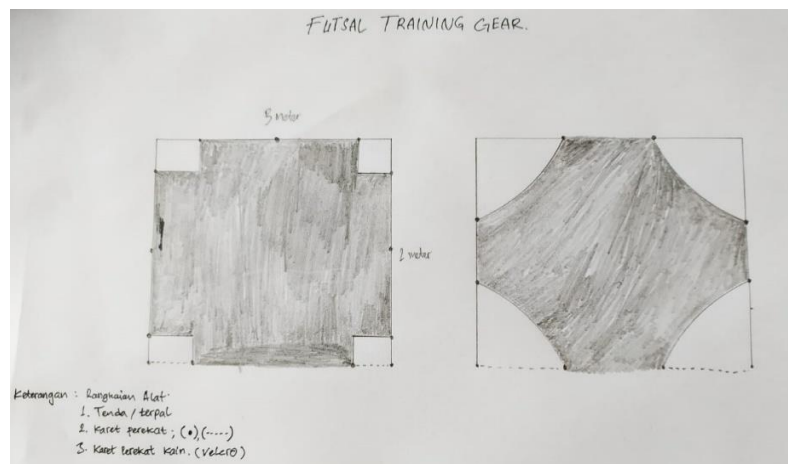 FUTSAL TRAINING GEAR.
3 meter
2 meter
Keterangan : Rangkaian Alat.
1. Tenda / terpal
2. Karet perekat ; (•), (-----)
3. Karet Perekat Kain. (Velcro)